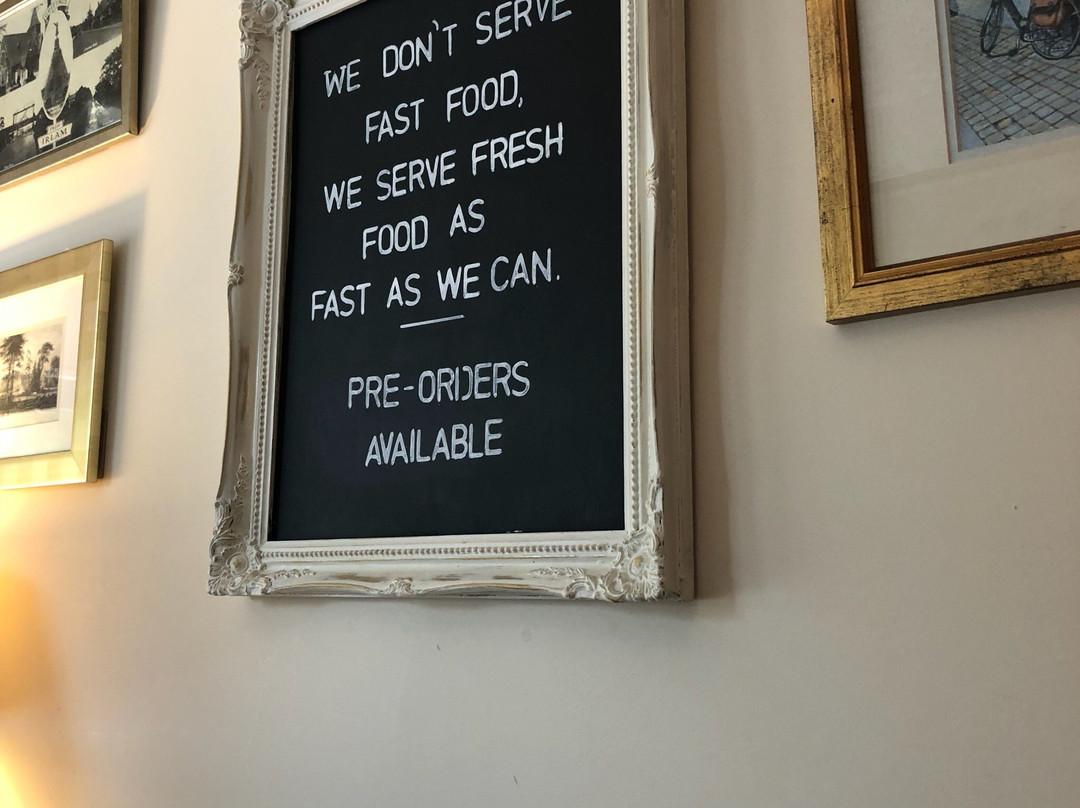 WE DON'T SERVE
FAST FOOD,
WE SERVE FRESH
FOOD AS
FAST AS WE CAN.
PRE-ORDERS
AVAILABLE